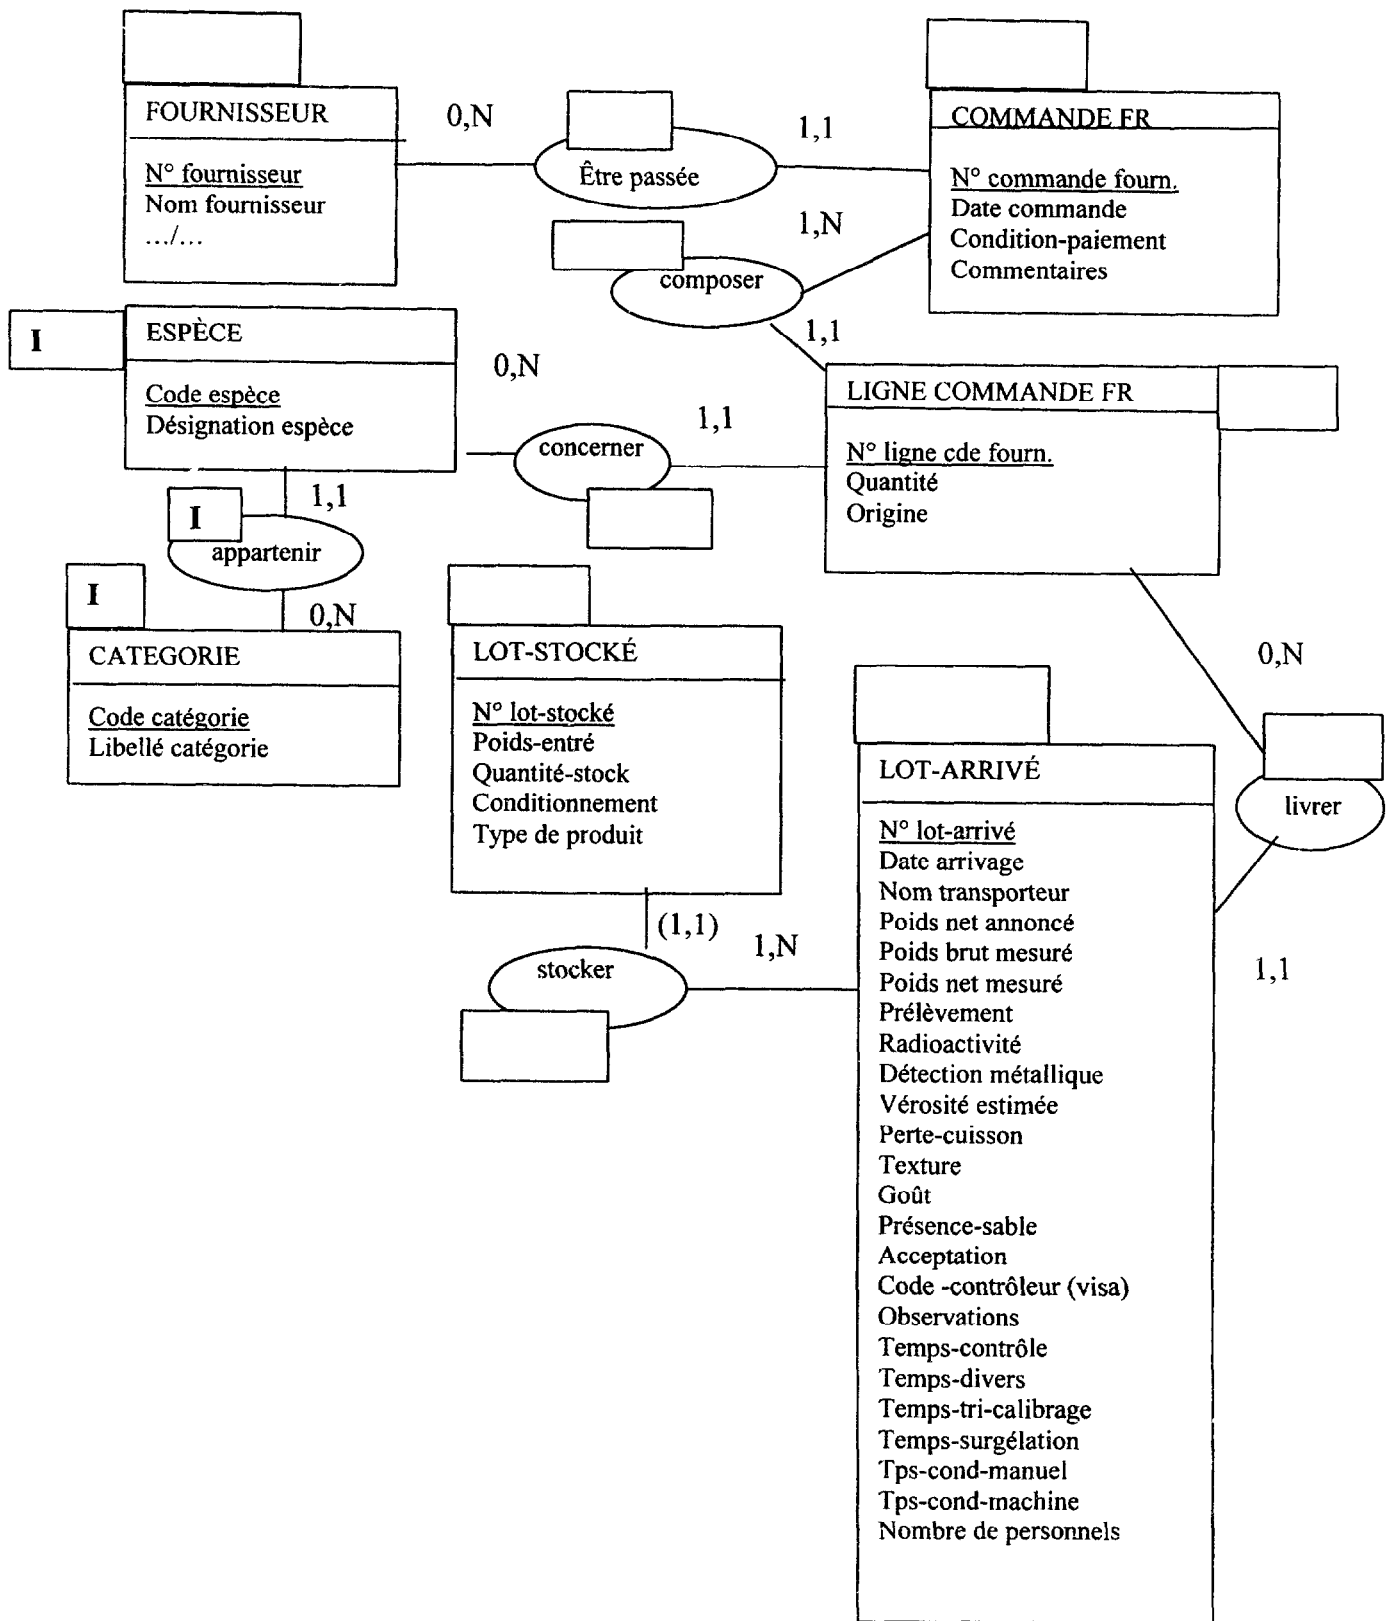 FOURNISSEUR
N° fournisseur
Nom fournisseur
.../...
0,N
Être passée
1,1
COMMANDE FR
N° commande fourn.
Date commande
Condition-paiement
Commentaires
1,N
composer
1,1
I
ESPÈCE
Code espèce
Désignation espèce
0,N
concerner
1,1
LIGNE COMMANDE FR
N° ligne cde fourn.
Quantité
Origine
1,1
I
appartenir
0,N
I
CATEGORIE
Code catégorie
Libellé catégorie
LOT-STOCKÉ
N° lot-stocké
Poids-entré
Quantité-stock
Conditionnement
Type de produit
(1,1)
stocker
1,N
0,N
livrer
1,1
LOT-ARRIVÉ
N° lot-arrivé
Date arrivage
Nom transporteur
Poids net annoncé
Poids brut mesuré
Poids net mesuré
Prélèvement
Radioactivité
Détection métallique
Vérosité estimée
Perte-cuisson
Texture
Goût
Présence-sable
Acceptation
Code -contrôleur (visa)
Observations
Temps-contrôle
Temps-divers
Temps-tri-calibrage
Temps-surgélation
Tps-cond-manuel
Tps-cond-machine
Nombre de personnels